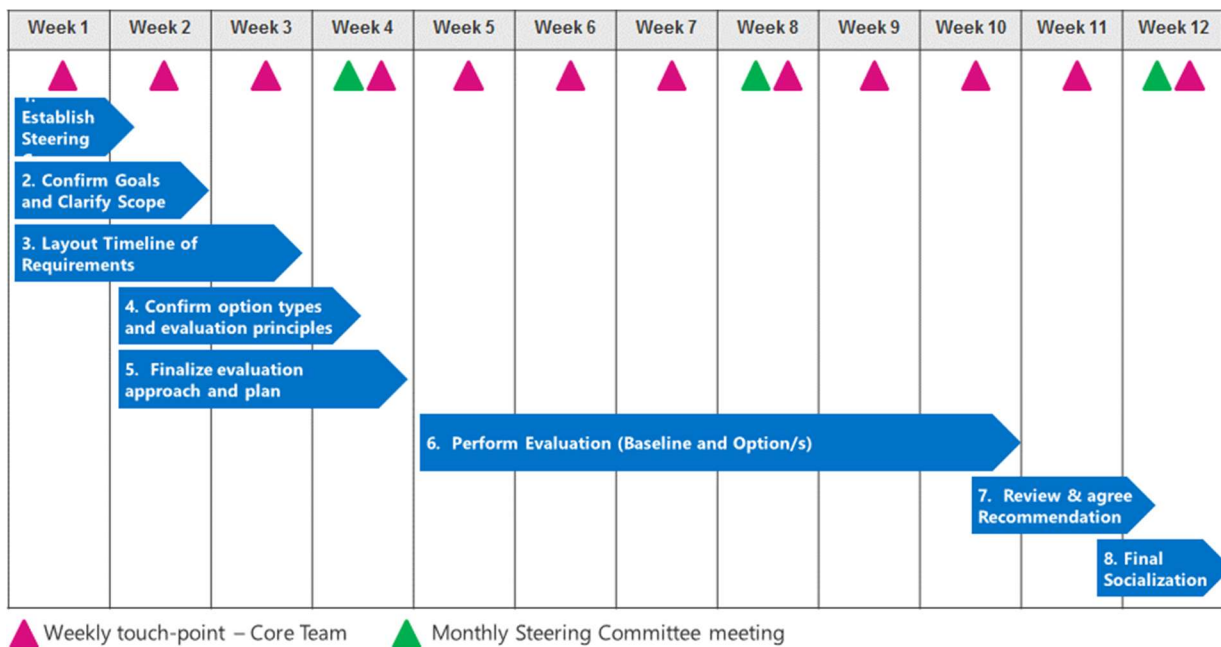 Week 1 Week 2 Week 3 Week 4 Week 5 Week 6 Week 7 Week 8 Week 9 Week 10 Week 11 Week 12
Establish
Steering
2. Confirm Goals
and Clarify Scope
3. Layout Timeline of
Requirements
4. Confirm option types
and evaluation principles
5. Finalize evaluation
approach and plan
6. Perform Evaluation (Baseline and Option/s)
7. Review & agree
Recommendation
8. Final
Socialization
Weekly touch-point – Core Team
Monthly Steering Committee meeting